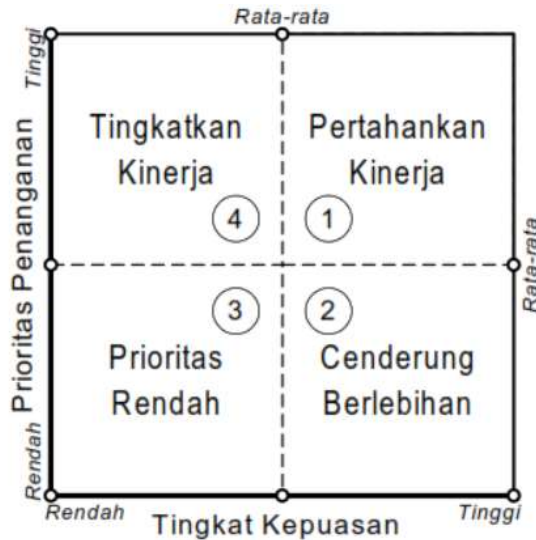 Rata-rata
Tinggi
Tingkatkan
Kinerja
Pertahankan
Kinerja
4
1
Prioritas Penanganan
Rata-rata
3
2
Prioritas
Rendah
Cenderung
Berlebihan
Rendah
Rendah
Tingkat Kepuasan
Tinggi